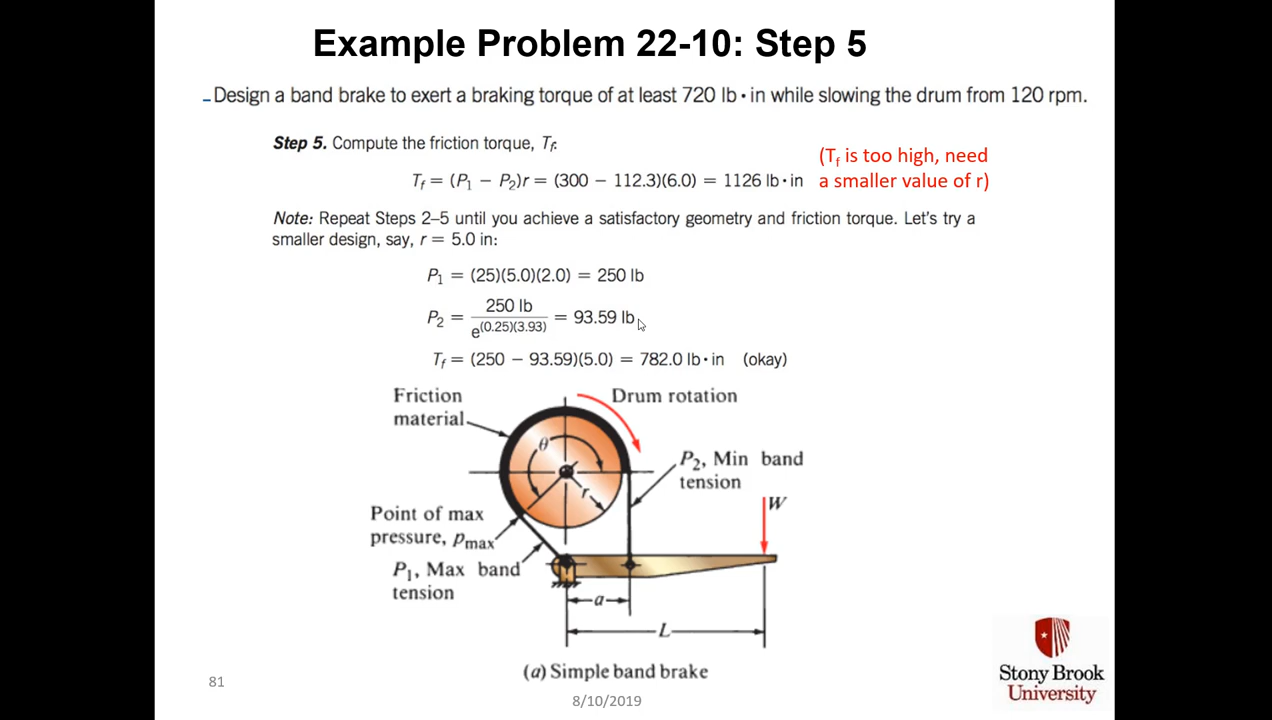 Example Problem 22-10: Step 5
–Design a band brake to exert a braking torque of at least 720 lb·in while slowing the drum from 120 rpm.
Step 5. Compute the friction torque, Tf:
(Tf is too high, need
a smaller value of r)
Tf = (P1 − P2)r = (300 − 112.3)(6.0) = 1126 lb·in
Note: Repeat Steps 2–5 until you achieve a satisfactory geometry and friction torque. Let's try a
smaller design, say, r = 5.0 in:
P1 = (25)(5.0)(2.0) = 250 lb
P2 = 250 lb / e^(0.25)(3.93) = 93.59 lb
Tf = (250 − 93.59)(5.0) = 782.0 lb·in (okay)
Friction
material
Drum rotation
θ
r
P2, Min band
tension
W
Point of max
pressure, pmax
P1, Max band
tension
a
L
(a) Simple band brake
81
8/10/2019
Stony Brook
University